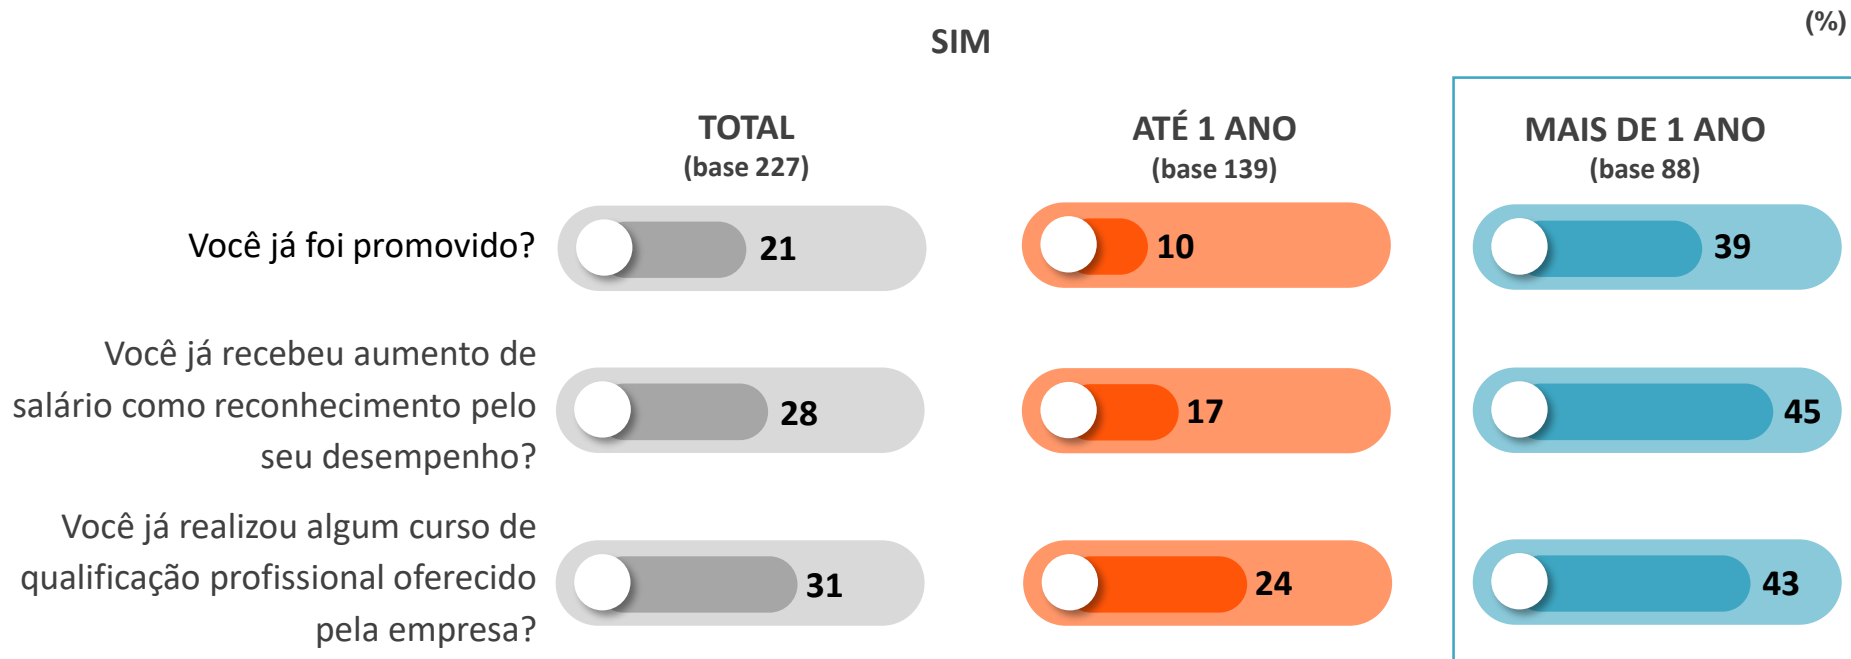 (%)
SIM
TOTAL
(base 227)
ATÉ 1 ANO
(base 139)
MAIS DE 1 ANO
(base 88)
Você já foi promovido?
21
10
39
Você já recebeu aumento de
salário como reconhecimento pelo
seu desempenho?
28
17
45
Você já realizou algum curso de
qualificação profissional oferecido
pela empresa?
31
24
43